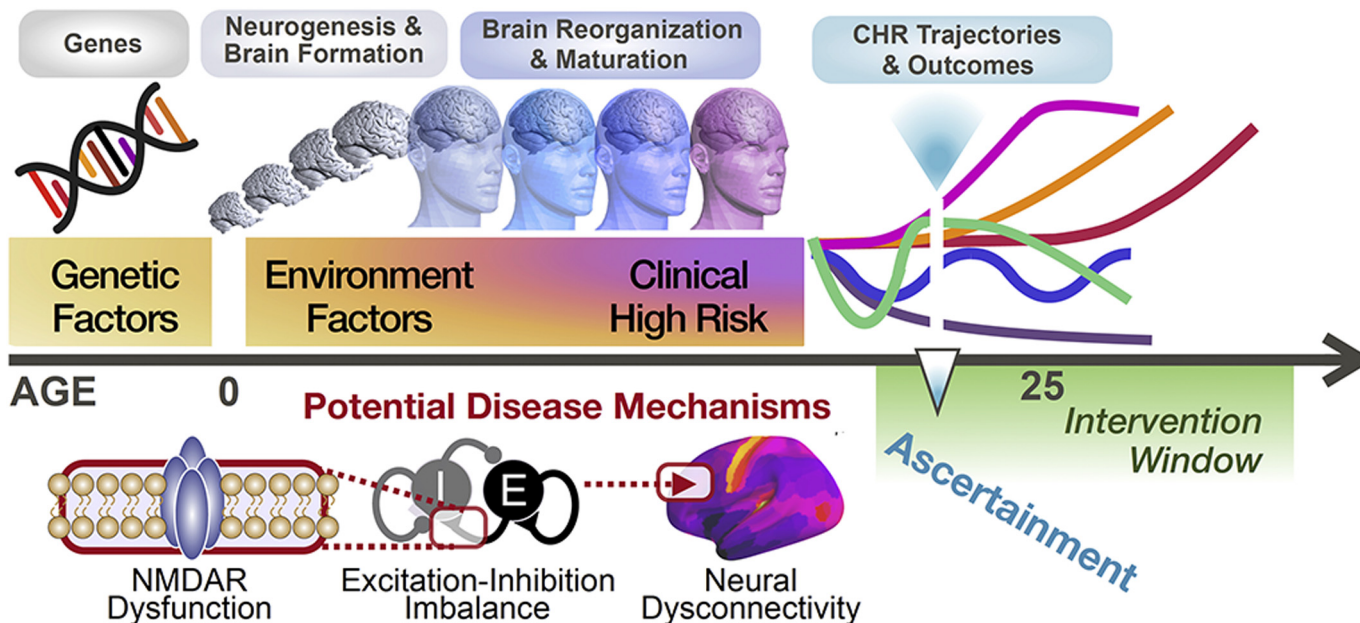 Genes
Neurogenesis &
Brain Formation
Brain Reorganization
& Maturation
CHR Trajectories
& Outcomes
Genetic
Factors
Environment
Factors
Clinical
High Risk
AGE
0
25
Potential Disease Mechanisms
Intervention
Window
Ascertainment
I
E
NMDAR
Dysfunction
Excitation-Inhibition
Imbalance
Neural
Dysconnectivity